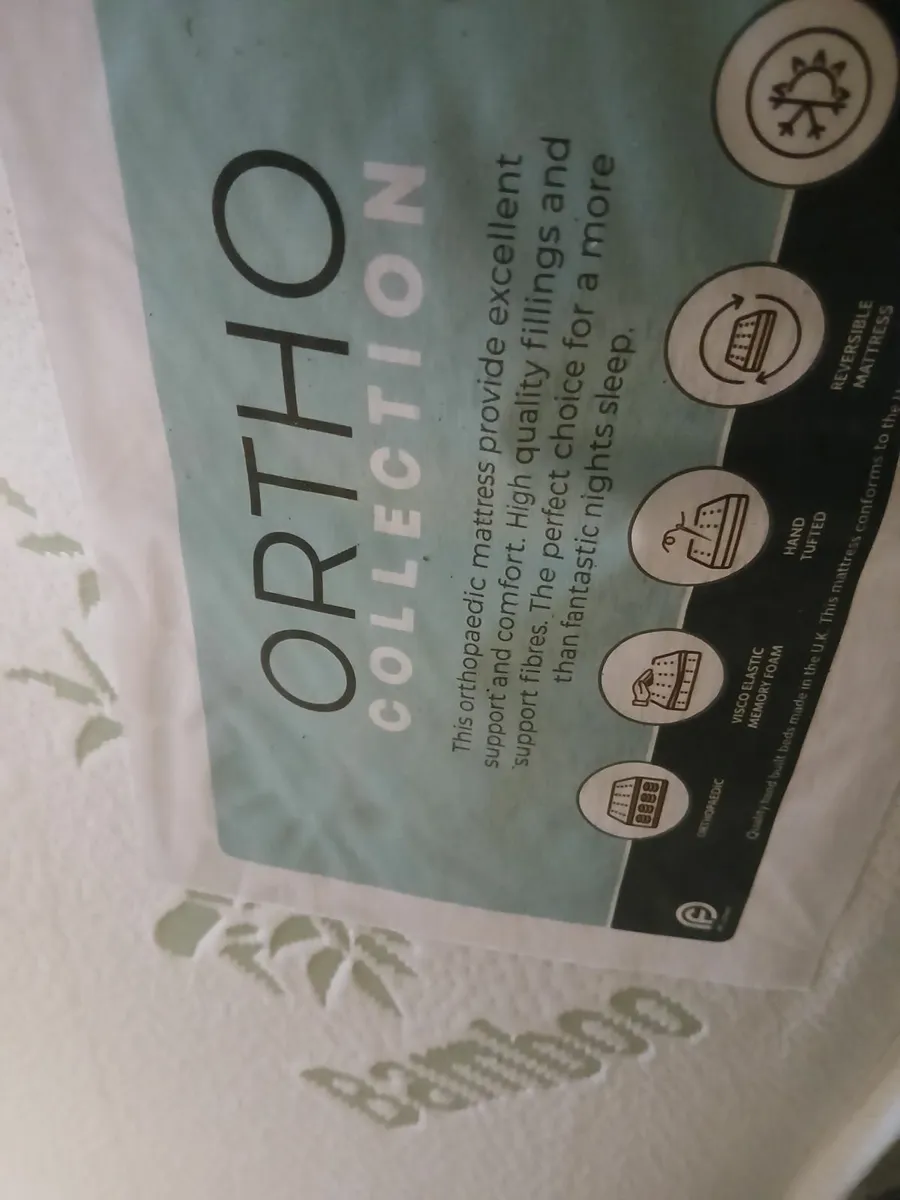 ORTHO
COLLECTION
This orthopaedic mattress provide excellent
support and comfort. High quality fillings and
support fibres. The perfect choice for a more
than fantastic nights sleep.
ORTHOPAEDIC
VISCO ELASTIC
MEMORY FOAM
HAND
TUFTED
REVERSIBLE
MATTRESS
Quality hand built beds made in the U.K. This mattress conforms to the
Bamboo